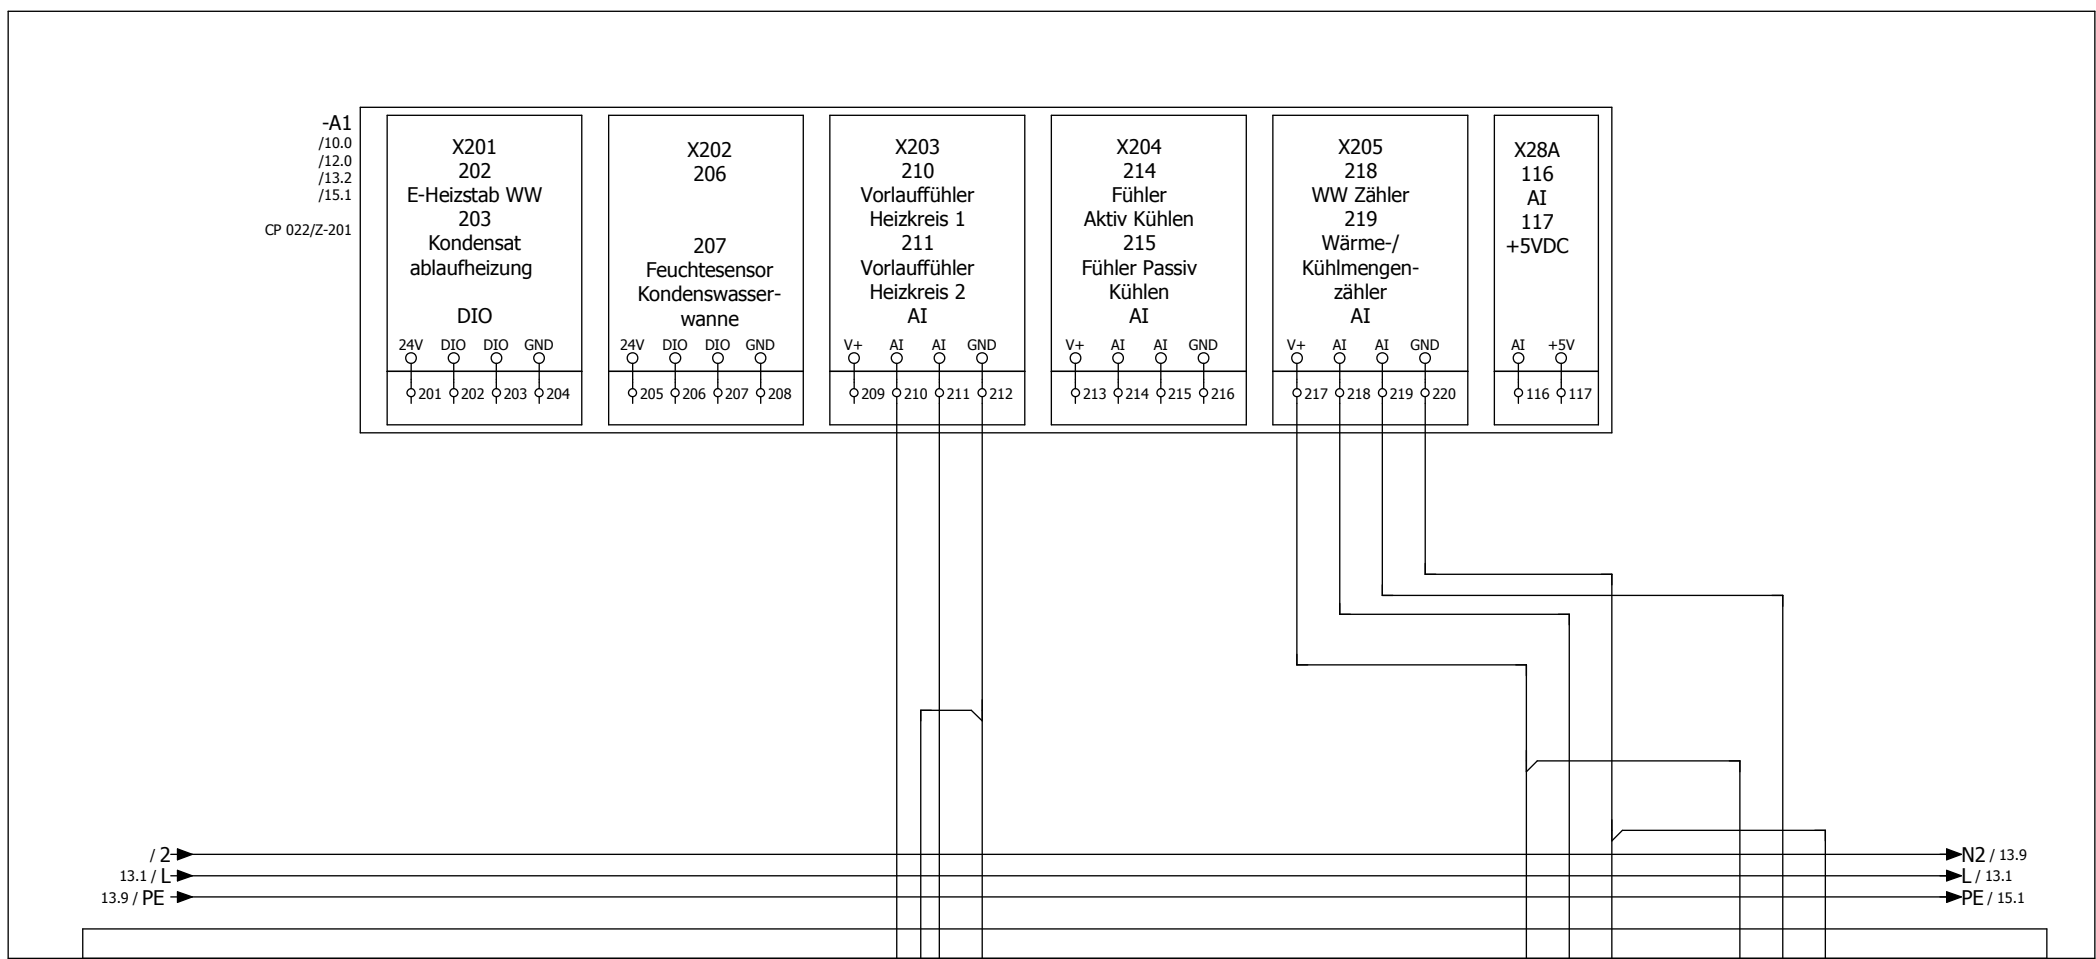 -A1
/10.0
/12.0
/13.2
/15.1
CP 022/Z-201
X201
202
E-Heizstab WW
203
Kondensat
ablaufheizung
DIO
24V DIO DIO GND
201 202 203 204
X202
206
207
Feuchtesensor
Kondenswasser-
wanne
24V DIO DIO GND
205 206 207 208
X203
210
Vorlauffühler
Heizkreis 1
211
Vorlauffühler
Heizkreis 2
AI
V+ AI AI GND
209 210 211 212
X204
214
Fühler
Aktiv Kühlen
215
Fühler Passiv
Kühlen
AI
V+ AI AI GND
213 214 215 216
X205
218
WW Zähler
219
Wärme-/
Kühlmengen-
zähler
AI
V+ AI AI GND
217 218 219 220
X28A
116
AI
117
+5VDC
AI +5V
116 117
/ 2
13.1 / L
13.9 / PE
N2 / 13.9
L / 13.1
PE / 15.1